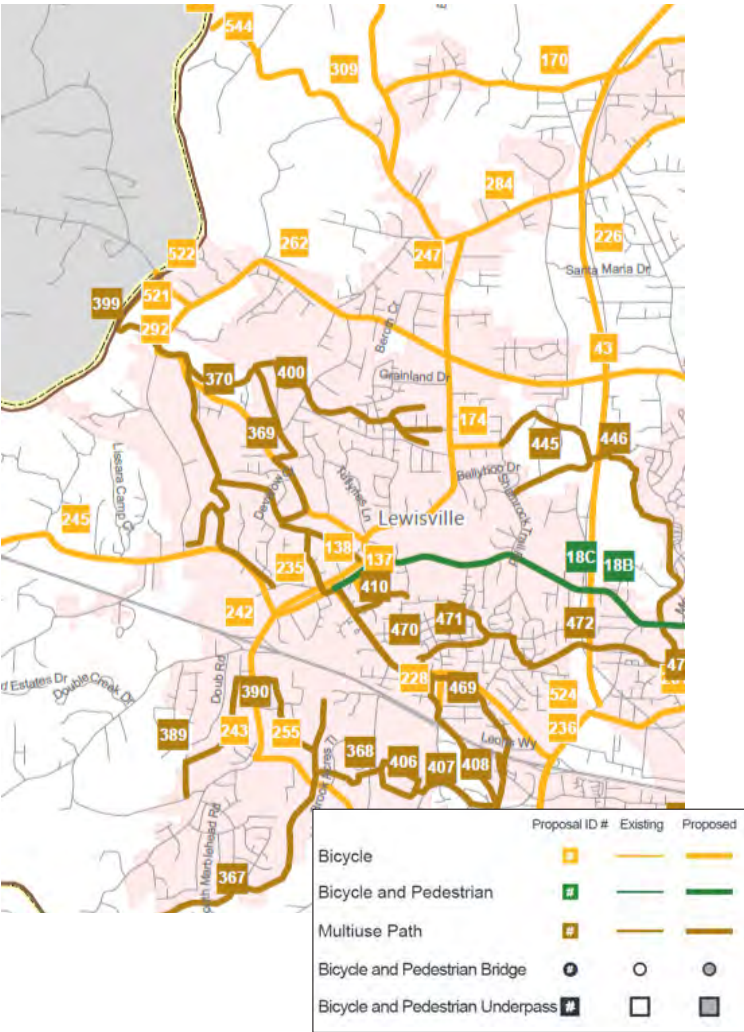 544
309
170
284
247
226
262
522
Santa Maria Dr
521
399
292
43
Grainland Dr
370
400
174
369
445
446
Ballyhoo Dr
Lissara Camp Ct
Lewisville
245
138
137
18C
18B
235
410
242
470
471
472
228
469
Double Creek Dr
Doub Rd
390
524
243
255
236
389
368
406
407
408
367
Proposal ID # Existing Proposed
Bicycle #
Bicycle and Pedestrian #
Multiuse Path #
Bicycle and Pedestrian Bridge #
Bicycle and Pedestrian Underpass #